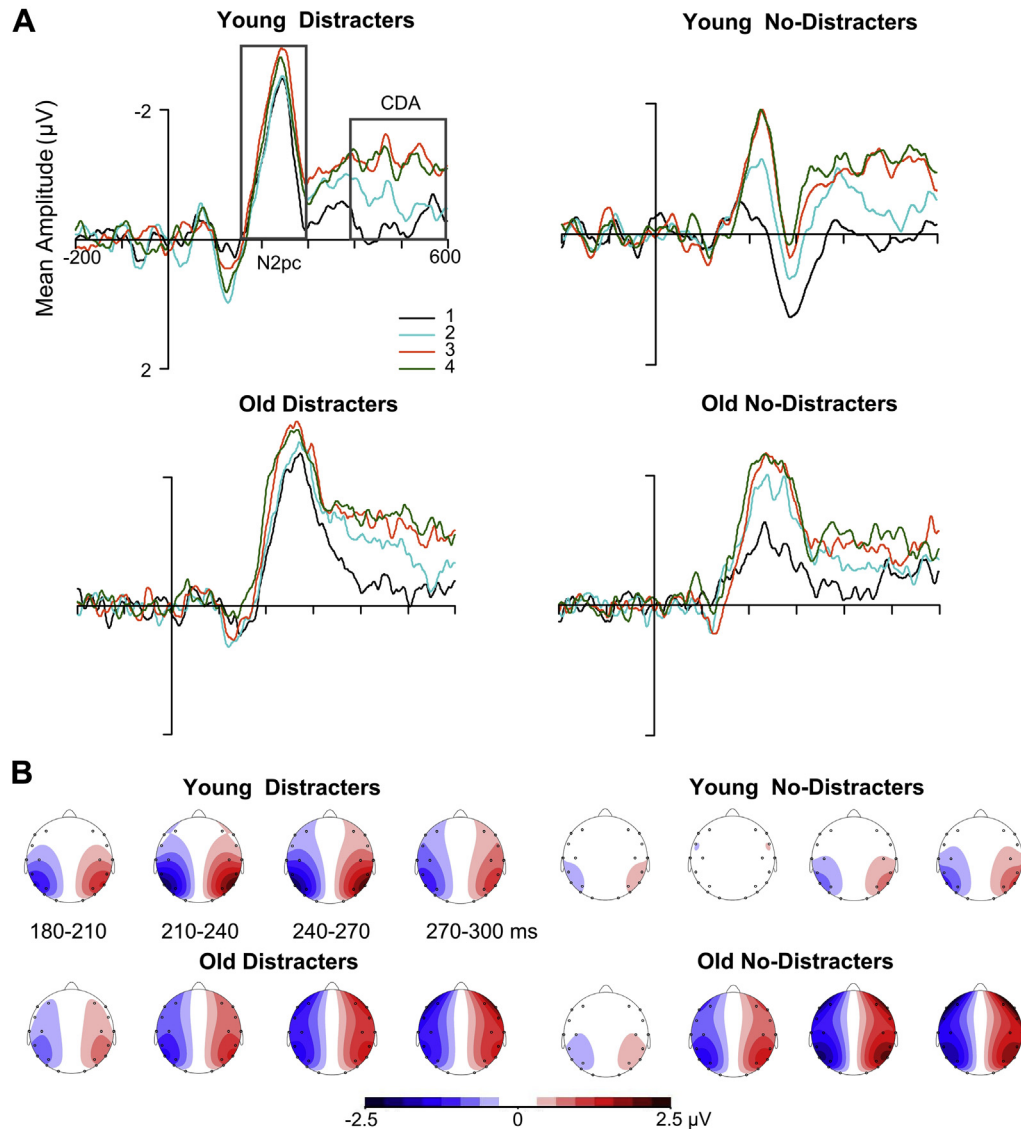 A
Young Distracters
Young No-Distracters
Mean Amplitude (µV)
-2
CDA
-200
N2pc
600
1
2
3
4
2
Old Distracters
Old No-Distracters
B
Young Distracters
Young No-Distracters
180-210
210-240
240-270
270-300 ms
Old Distracters
Old No-Distracters
-2.5
0
2.5 µV